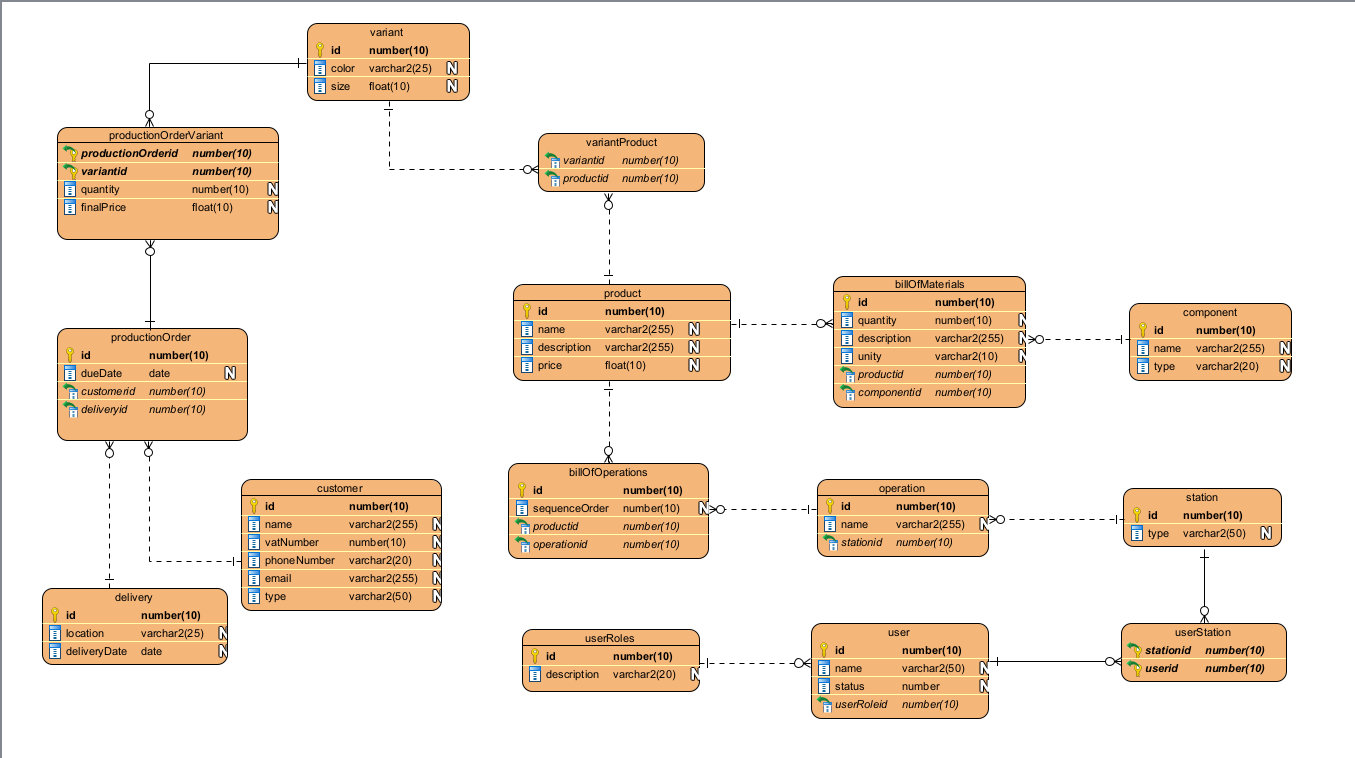 variant
id number(10)
color varchar2(25) N
size float(10) N
productionOrderVariant
productionOrderid number(10)
variantid number(10)
quantity number(10) N
finalPrice float(10) N
variantProduct
variantid number(10)
productid number(10)
product
id number(10)
name varchar2(255) N
description varchar2(255) N
price float(10) N
billOfMaterials
id number(10)
quantity number(10) N
description varchar2(255) N
unity varchar2(10) N
productid number(10)
componentid number(10)
component
id number(10)
name varchar2(255) N
type varchar2(20) N
productionOrder
id number(10)
dueDate date N
customerid number(10)
deliveryid number(10)
customer
id number(10)
name varchar2(255) N
vatNumber number(10) N
phoneNumber varchar2(20) N
email varchar2(255) N
type varchar2(50) N
billOfOperations
id number(10)
sequenceOrder number(10) N
productid number(10)
operationid number(10)
operation
id number(10)
name varchar2(255) N
stationid number(10)
station
id number(10)
type varchar2(50) N
delivery
id number(10)
location varchar2(25) N
deliveryDate date N
userRoles
id number(10)
description varchar2(20) N
user
id number(10)
name varchar2(50) N
status number N
userRoleid number(10)
userStation
stationid number(10)
userid number(10)